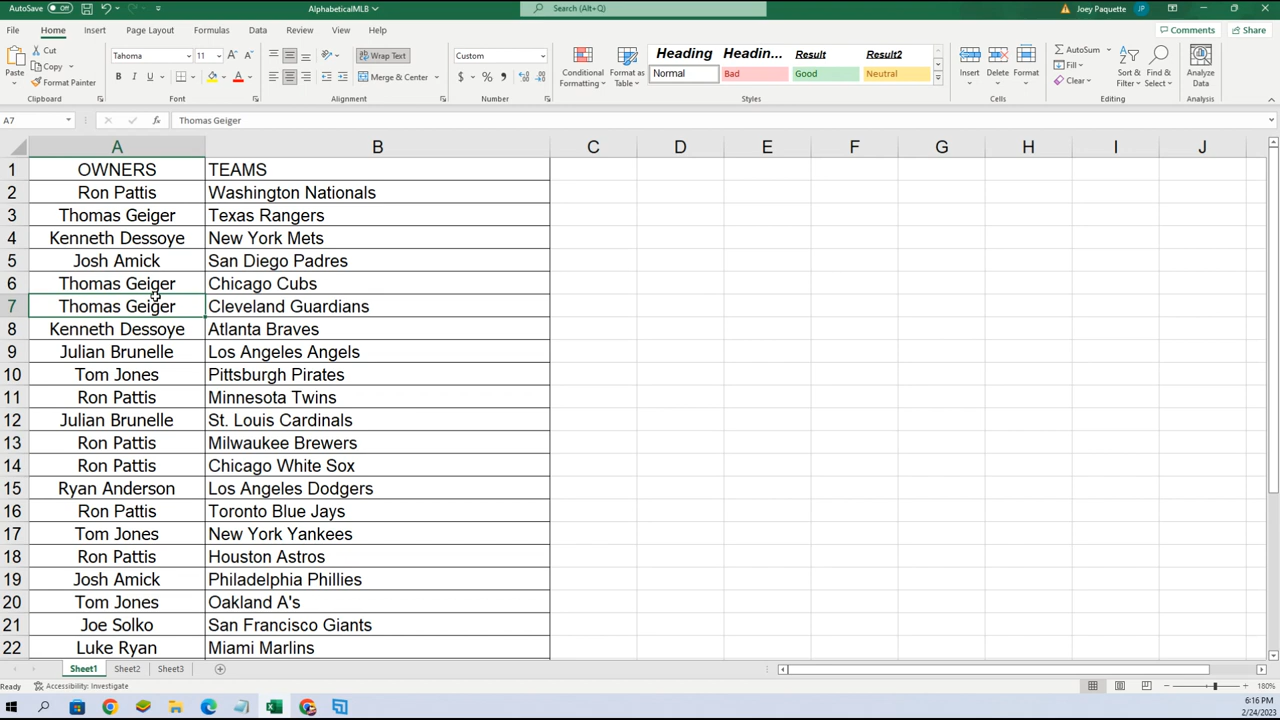 AutoSave Off AlphabeticalMLB Search (Alt+Q) Joey Paquette JP
File Home Insert Page Layout Formulas Data Review View Help Comments Share
Cut
Copy
Format Painter
Paste
Clipboard
Tahoma 11
B I U
Font
Wrap Text
Merge & Center
Alignment
Custom
$ % ,
Number
Conditional Formatting
Format as Table
Heading Headin... Result Result2
Normal Bad Good Neutral
Styles
Insert Delete Format
Cells
AutoSum
Fill
Clear
Sort & Filter
Find & Select
Editing
Analyze Data
Analysis
A7 fx Thomas Geiger
A B C D E F G H I J
1 OWNERS TEAMS
2 Ron Pattis Washington Nationals
3 Thomas Geiger Texas Rangers
4 Kenneth Dessoye New York Mets
5 Josh Amick San Diego Padres
6 Thomas Geiger Chicago Cubs
7 Thomas Geiger Cleveland Guardians
8 Kenneth Dessoye Atlanta Braves
9 Julian Brunelle Los Angeles Angels
10 Tom Jones Pittsburgh Pirates
11 Ron Pattis Minnesota Twins
12 Julian Brunelle St. Louis Cardinals
13 Ron Pattis Milwaukee Brewers
14 Ron Pattis Chicago White Sox
15 Ryan Anderson Los Angeles Dodgers
16 Ron Pattis Toronto Blue Jays
17 Tom Jones New York Yankees
18 Ron Pattis Houston Astros
19 Josh Amick Philadelphia Phillies
20 Tom Jones Oakland A's
21 Joe Solko San Francisco Giants
22 Luke Ryan Miami Marlins
Sheet1 Sheet2 Sheet3
Ready Accessibility: Investigate 180%
6:16 PM
2/24/2023